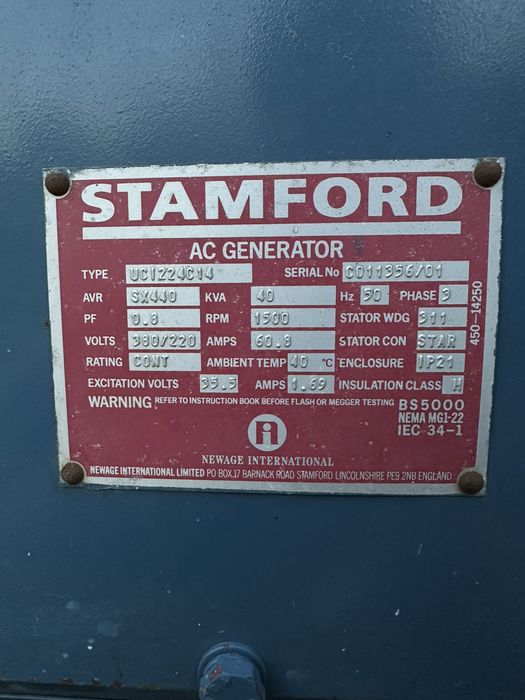 STAMFORD
AC GENERATOR
TYPE UCI224C14 SERIAL No C011356/01
AVR SX440 KVA 40 Hz 50 PHASE 3
PF 0.8 RPM 1500 STATOR WDG 311
VOLTS 380/220 AMPS 60.8 STATOR CON STAR
RATING CONT AMBIENT TEMP 40 °C ENCLOSURE IP21
EXCITATION VOLTS 35.5 AMPS 1.69 INSULATION CLASS H
WARNING REFER TO INSTRUCTION BOOK BEFORE FLASH OR MEGGER TESTING BS5000
NEMA MG1-22
IEC 34-1
NEWAGE INTERNATIONAL
NEWAGE INTERNATIONAL LIMITED PO BOX.17 BARNACK ROAD STAMFORD LINCOLNSHIRE PE9 2NB ENGLAND
450-14250